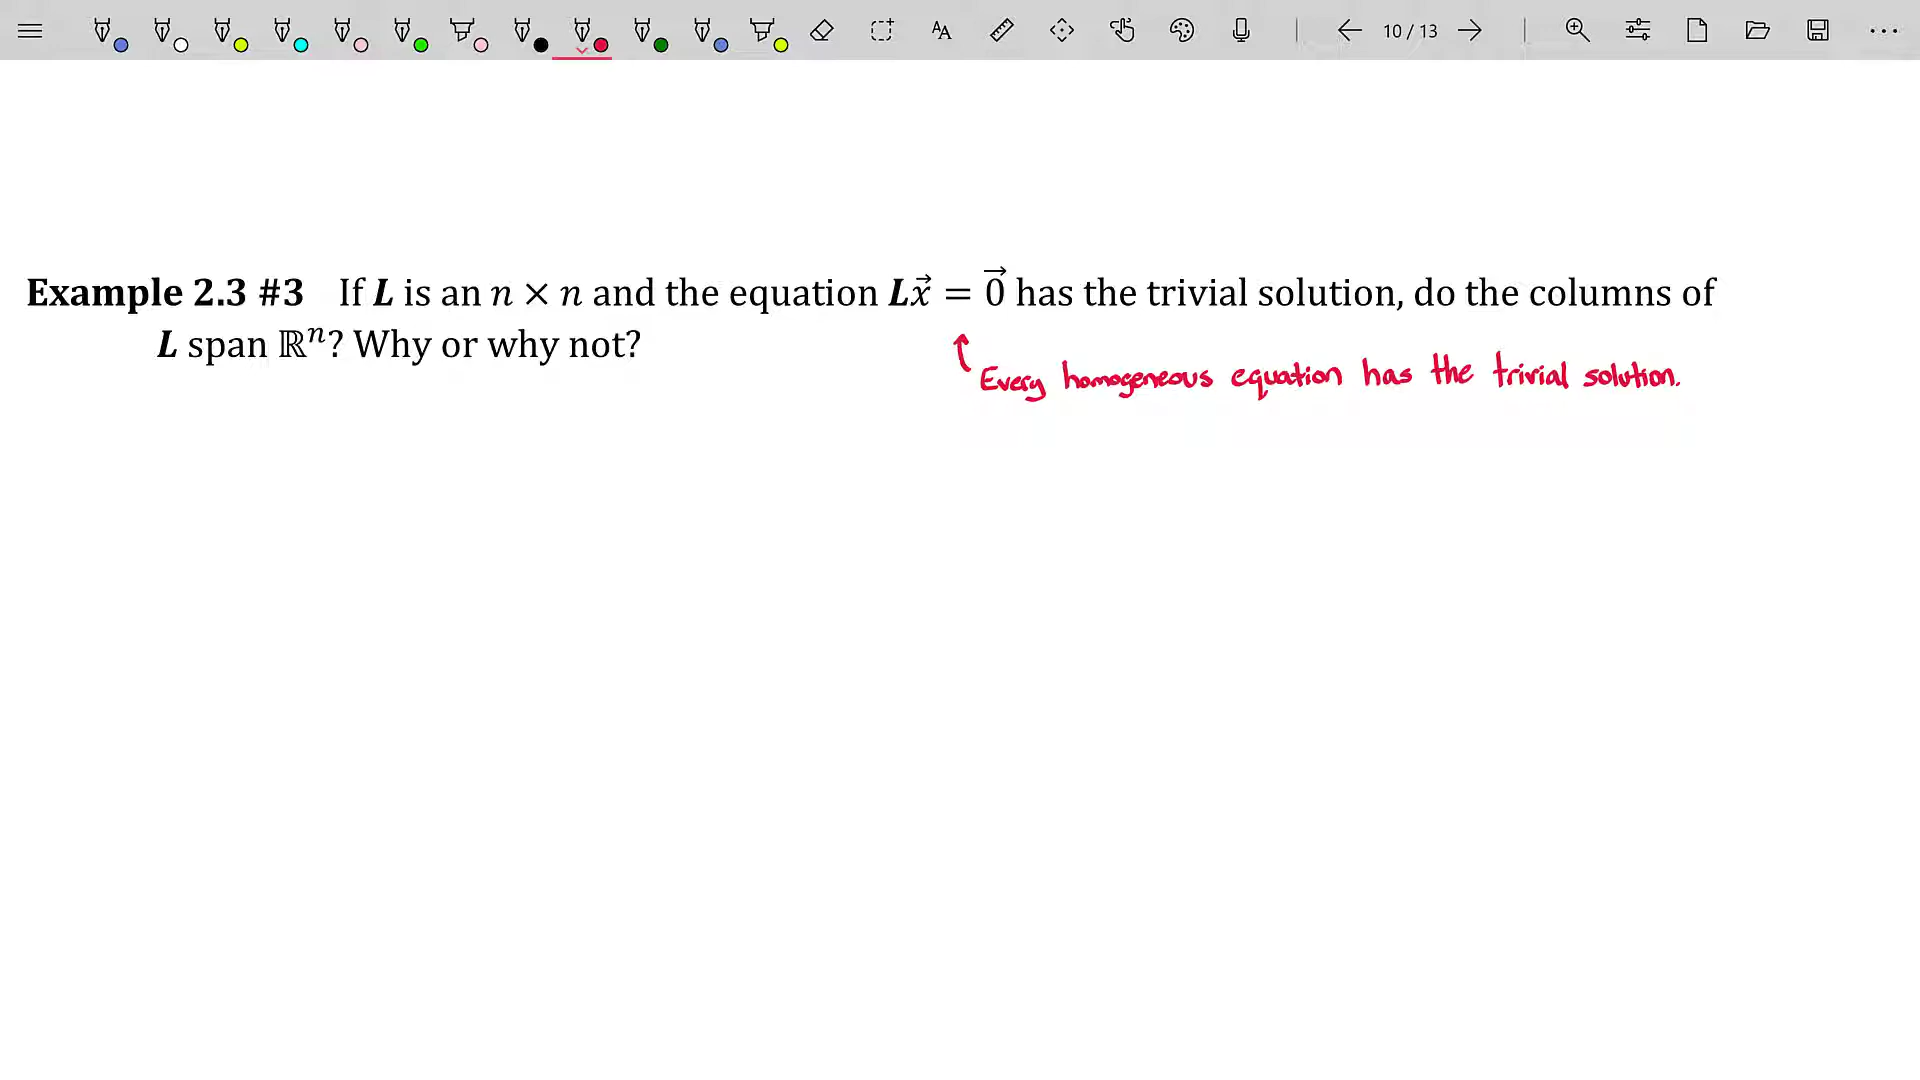 10 / 13
Example 2.3 #3 If L is an n × n and the equation Lx⃗ = 0⃗ has the trivial solution, do the columns of
L span ℝⁿ? Why or why not?
Every homogeneous equation has the trivial solution.